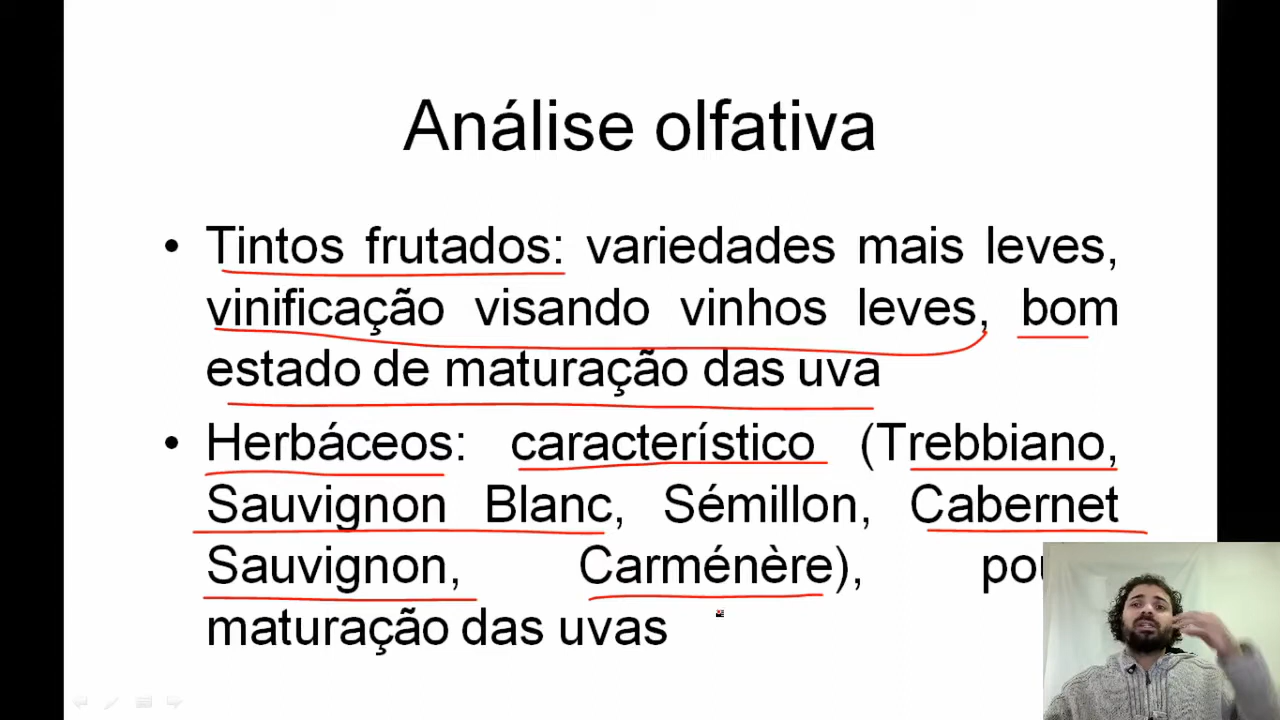 Análise olfativa
• Tintos frutados: variedades mais leves,
vinificação visando vinhos leves, bom
estado de maturação das uva
• Herbáceos: característico (Trebbiano,
Sauvignon Blanc, Sémillon, Cabernet
Sauvignon, Carménère),
maturação das uvas